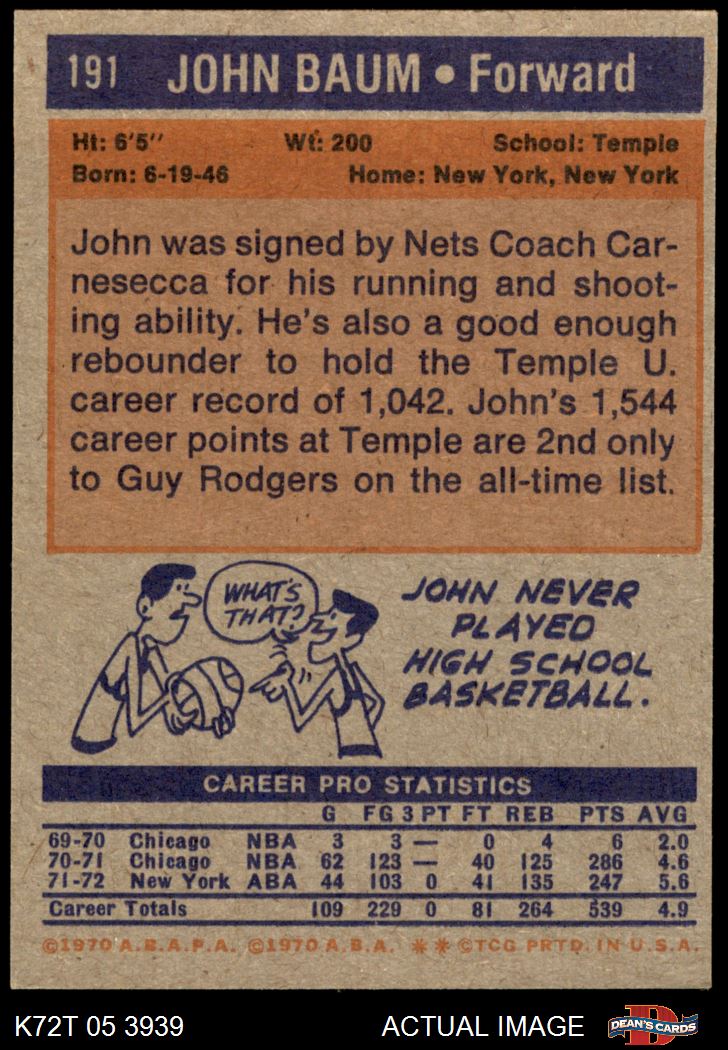 191 JOHN BAUM • Forward
Ht: 6'5'' Wt: 200 School: Temple
Born: 6-19-46 Home: New York, New York
John was signed by Nets Coach Car-
nesecca for his running and shoot-
ing ability. He's also a good enough
rebounder to hold the Temple U.
career record of 1,042. John's 1,544
career points at Temple are 2nd only
to Guy Rodgers on the all-time list.
WHAT'S
THAT?
JOHN NEVER
PLAYED
HIGH SCHOOL
BASKETBALL.
CAREER PRO STATISTICS
G FG 3 PT FT REB PTS AVG
69-70 Chicago NBA 3 3 — 0 4 6 2.0
70-71 Chicago NBA 62 123 — 40 125 286 4.6
71-72 New York ABA 44 103 0 41 135 247 5.6
Career Totals 109 229 0 81 264 539 4.9
©1970 A.B.A.P.A. ©1970 A.B.A. ** ©TCG PRTD. IN U.S.A.
K72T 05 3939 ACTUAL IMAGE D DEAN'S CARDS